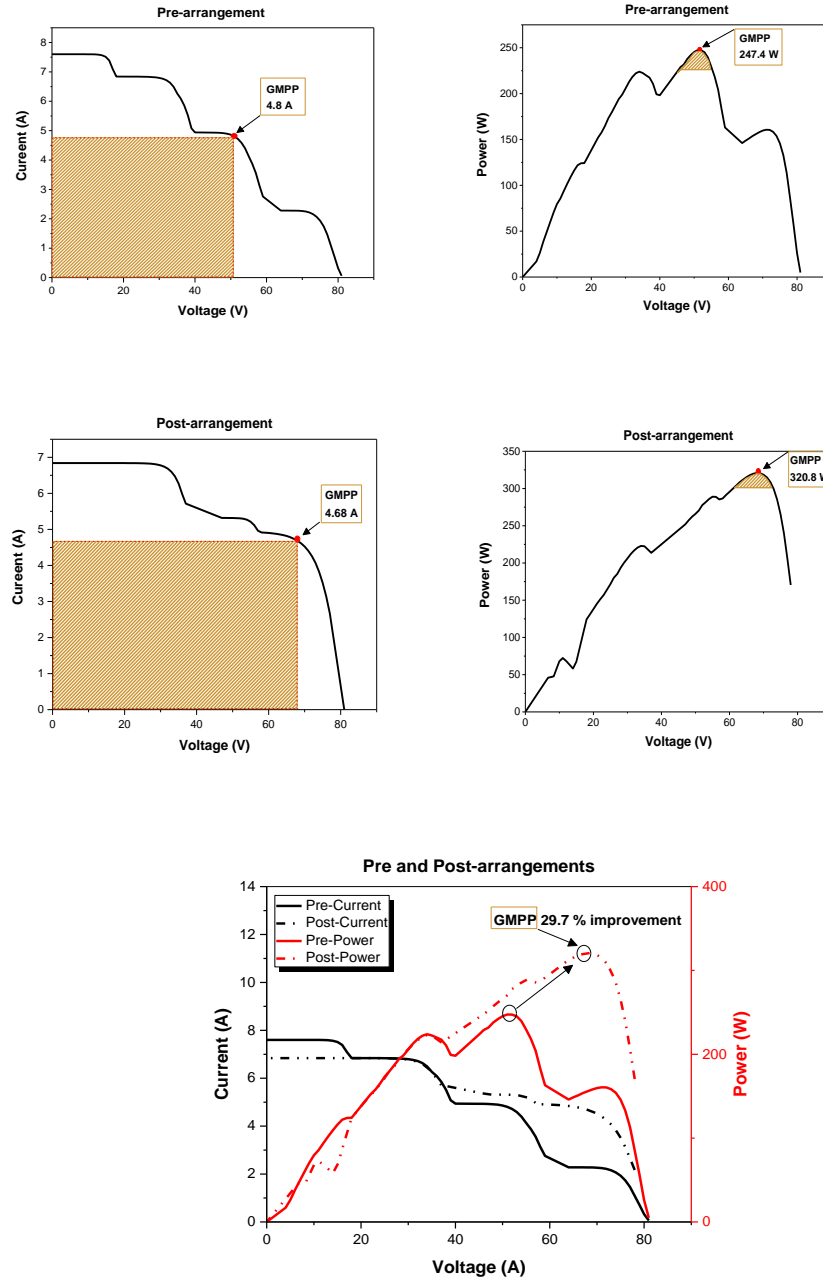 Pre-arrangement
8
7
6
5
4
3
2
1
0
Cureent (A)
GMPP
4.8 A
0 20 40 60 80
Voltage (V)
Pre-arrangement
250
200
150
100
50
0
Power (W)
GMPP
247.4 W
0 20 40 60 80
Voltage (V)
Post-arrangement
7
6
5
4
3
2
1
0
Cureent (A)
GMPP
4.68 A
0 20 40 60 80
Voltage (V)
Post-arrangement
350
300
250
200
150
100
50
0
Power (W)
GMPP
320.8 W
0 20 40 60 80
Voltage (V)
Pre and Post-arrangements
14
12
10
8
6
4
2
0
Current (A)
Pre-Current
Post-Current
Pre-Power
Post-Power
GMPP 29.7 % improvement
400
200
0
Power (W)
0 20 40 60 80
Voltage (A)